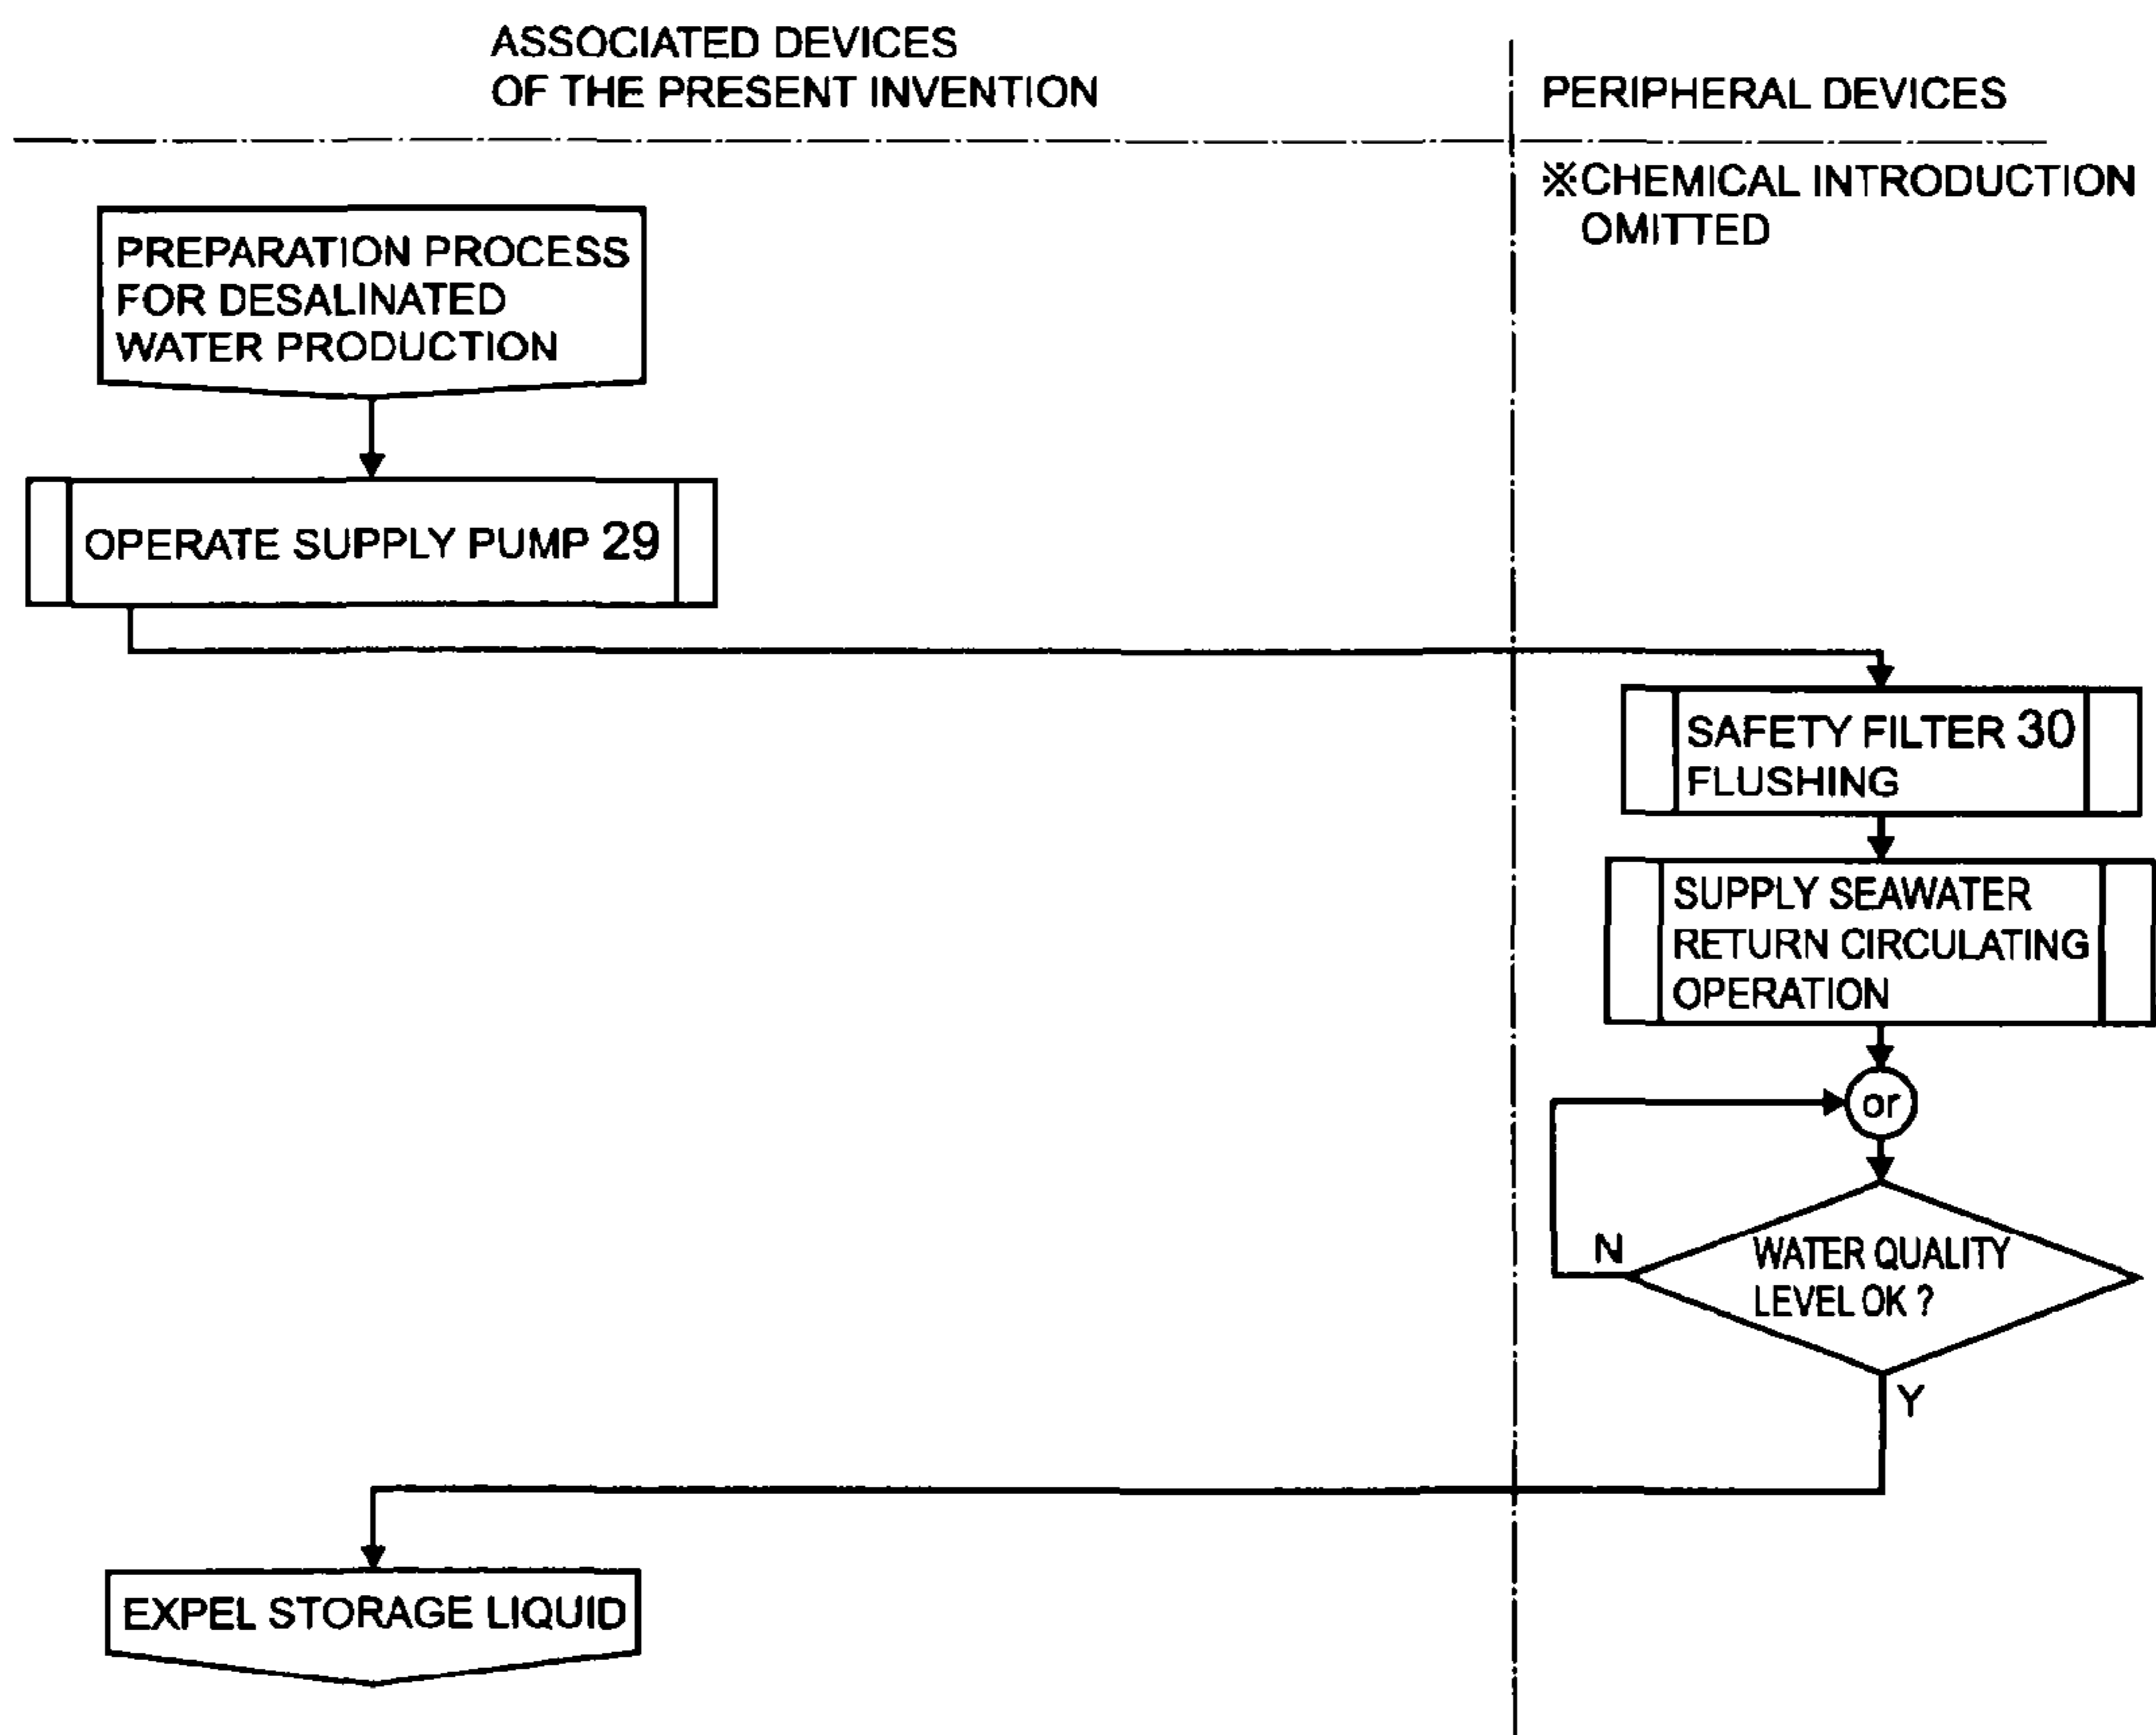 ASSOCIATED DEVICES
OF THE PRESENT INVENTION
PERIPHERAL DEVICES
※CHEMICAL INTRODUCTION
OMITTED
PREPARATION PROCESS
FOR DESALINATED
WATER PRODUCTION
OPERATE SUPPLY PUMP 29
SAFETY FILTER 30
FLUSHING
SUPPLY SEAWATER
RETURN CIRCULATING
OPERATION
or
N
WATER QUALITY
LEVEL OK ?
Y
EXPEL STORAGE LIQUID